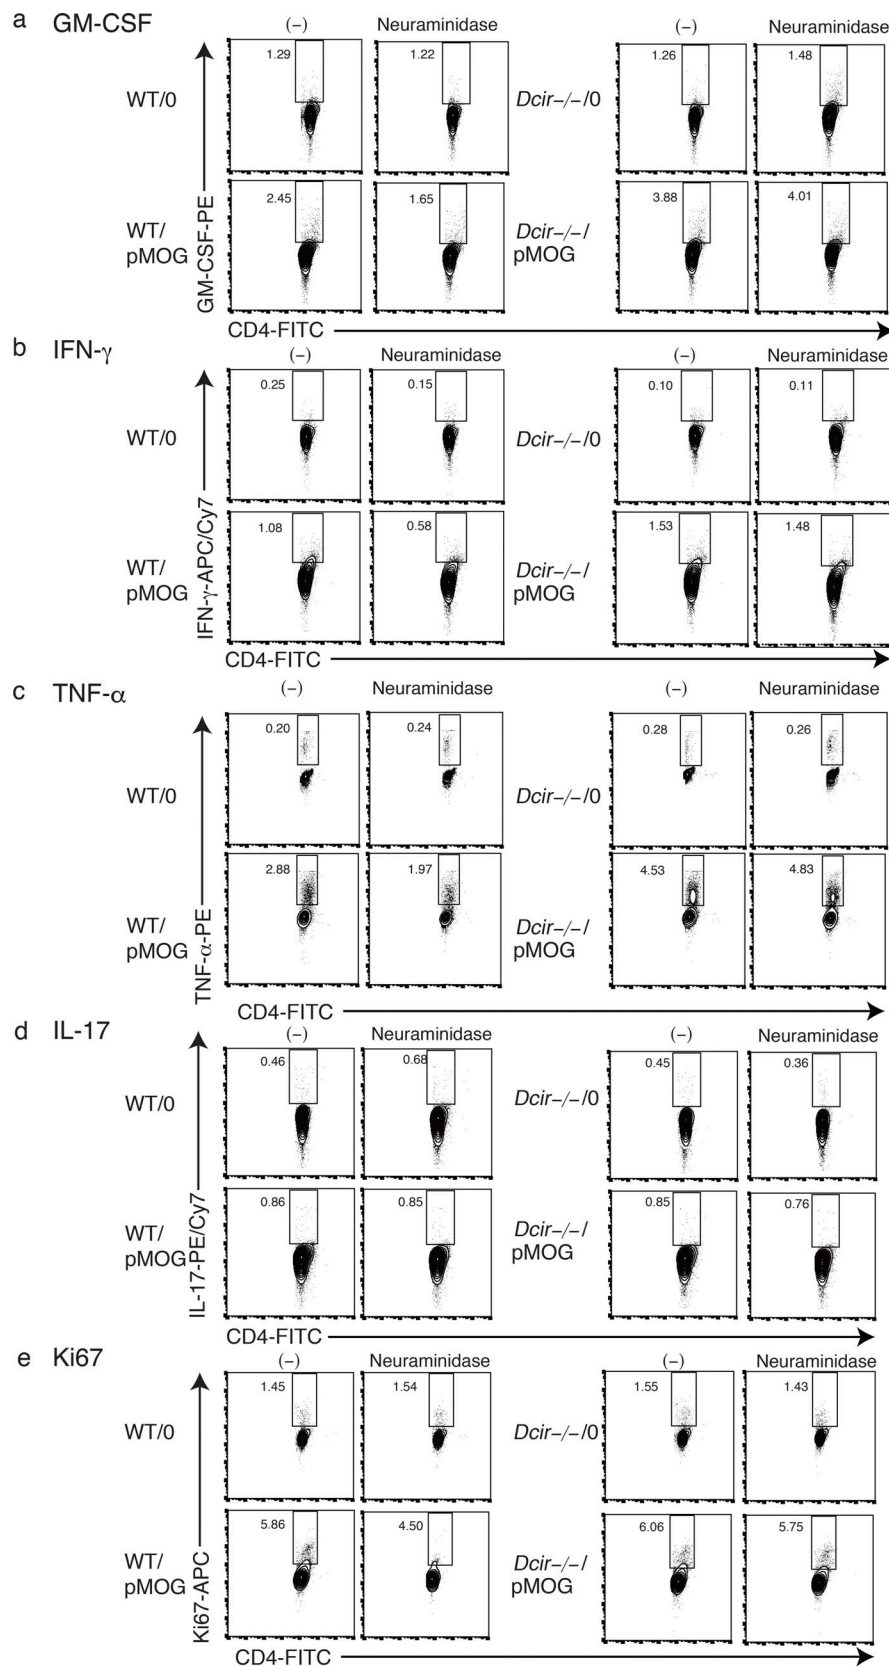 a GM-CSF
(−) Neuraminidase (−) Neuraminidase
WT/0 1.29 1.22 Dcir−/−/0 1.26 1.48
WT/ 2.45 1.65 Dcir−/−/ 3.88 4.01
pMOG pMOG
GM-CSF-PE
CD4-FITC
b IFN-γ
(−) Neuraminidase (−) Neuraminidase
WT/0 0.25 0.15 Dcir−/−/0 0.10 0.11
WT/ 1.08 0.58 Dcir−/−/ 1.53 1.48
pMOG pMOG
IFN-γ-APC/Cy7
CD4-FITC
c TNF-α
(−) Neuraminidase (−) Neuraminidase
WT/0 0.20 0.24 Dcir−/−/0 0.28 0.26
WT/ 2.88 1.97 Dcir−/−/ 4.53 4.83
pMOG pMOG
TNF-α-PE
CD4-FITC
d IL-17
(−) Neuraminidase (−) Neuraminidase
WT/0 0.46 0.68 Dcir−/−/0 0.45 0.36
WT/ 0.86 0.85 Dcir−/−/ 0.85 0.76
pMOG pMOG
IL-17-PE/Cy7
CD4-FITC
e Ki67
(−) Neuraminidase (−) Neuraminidase
WT/0 1.45 1.54 Dcir−/−/0 1.55 1.43
WT/ 5.86 4.50 Dcir−/−/ 6.06 5.75
pMOG pMOG
Ki67-APC
CD4-FITC